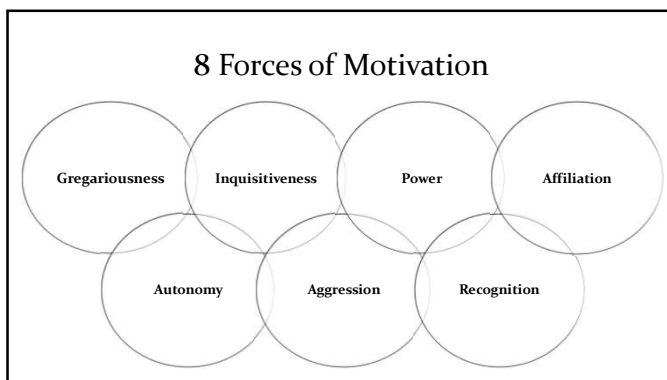 8 Forces of Motivation
Gregariousness
Inquisitiveness
Power
Affiliation
Autonomy
Aggression
Recognition